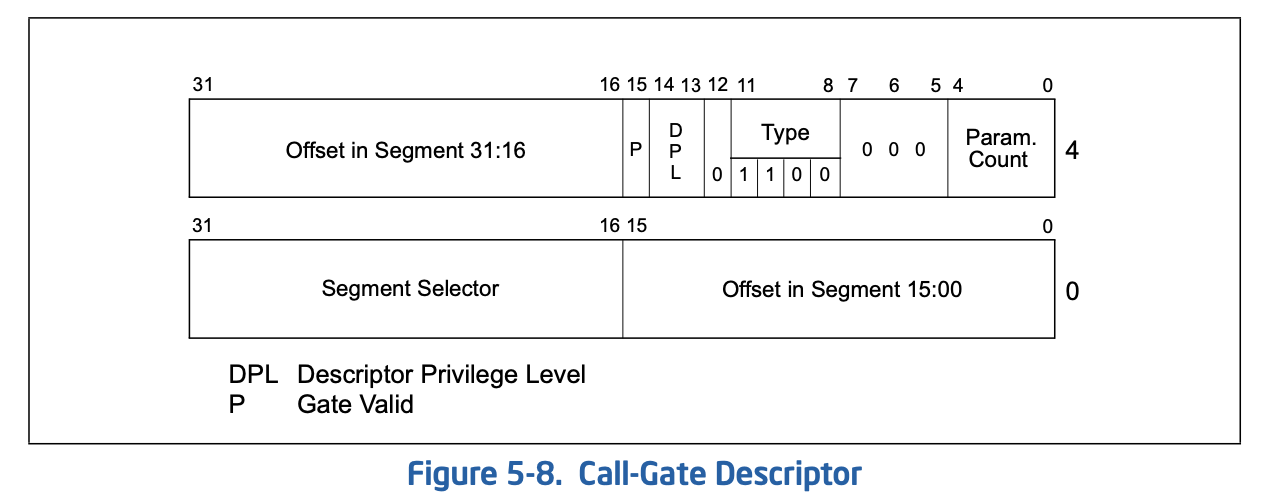 31 16 15 14 13 12 11 8 7 6 5 4 0
Offset in Segment 31:16 P D P L 0 Type 1 1 0 0 0 0 0 Param. Count 4
31 16 15 0
Segment Selector Offset in Segment 15:00 0
DPL Descriptor Privilege Level
P Gate Valid
Figure 5-8. Call-Gate Descriptor